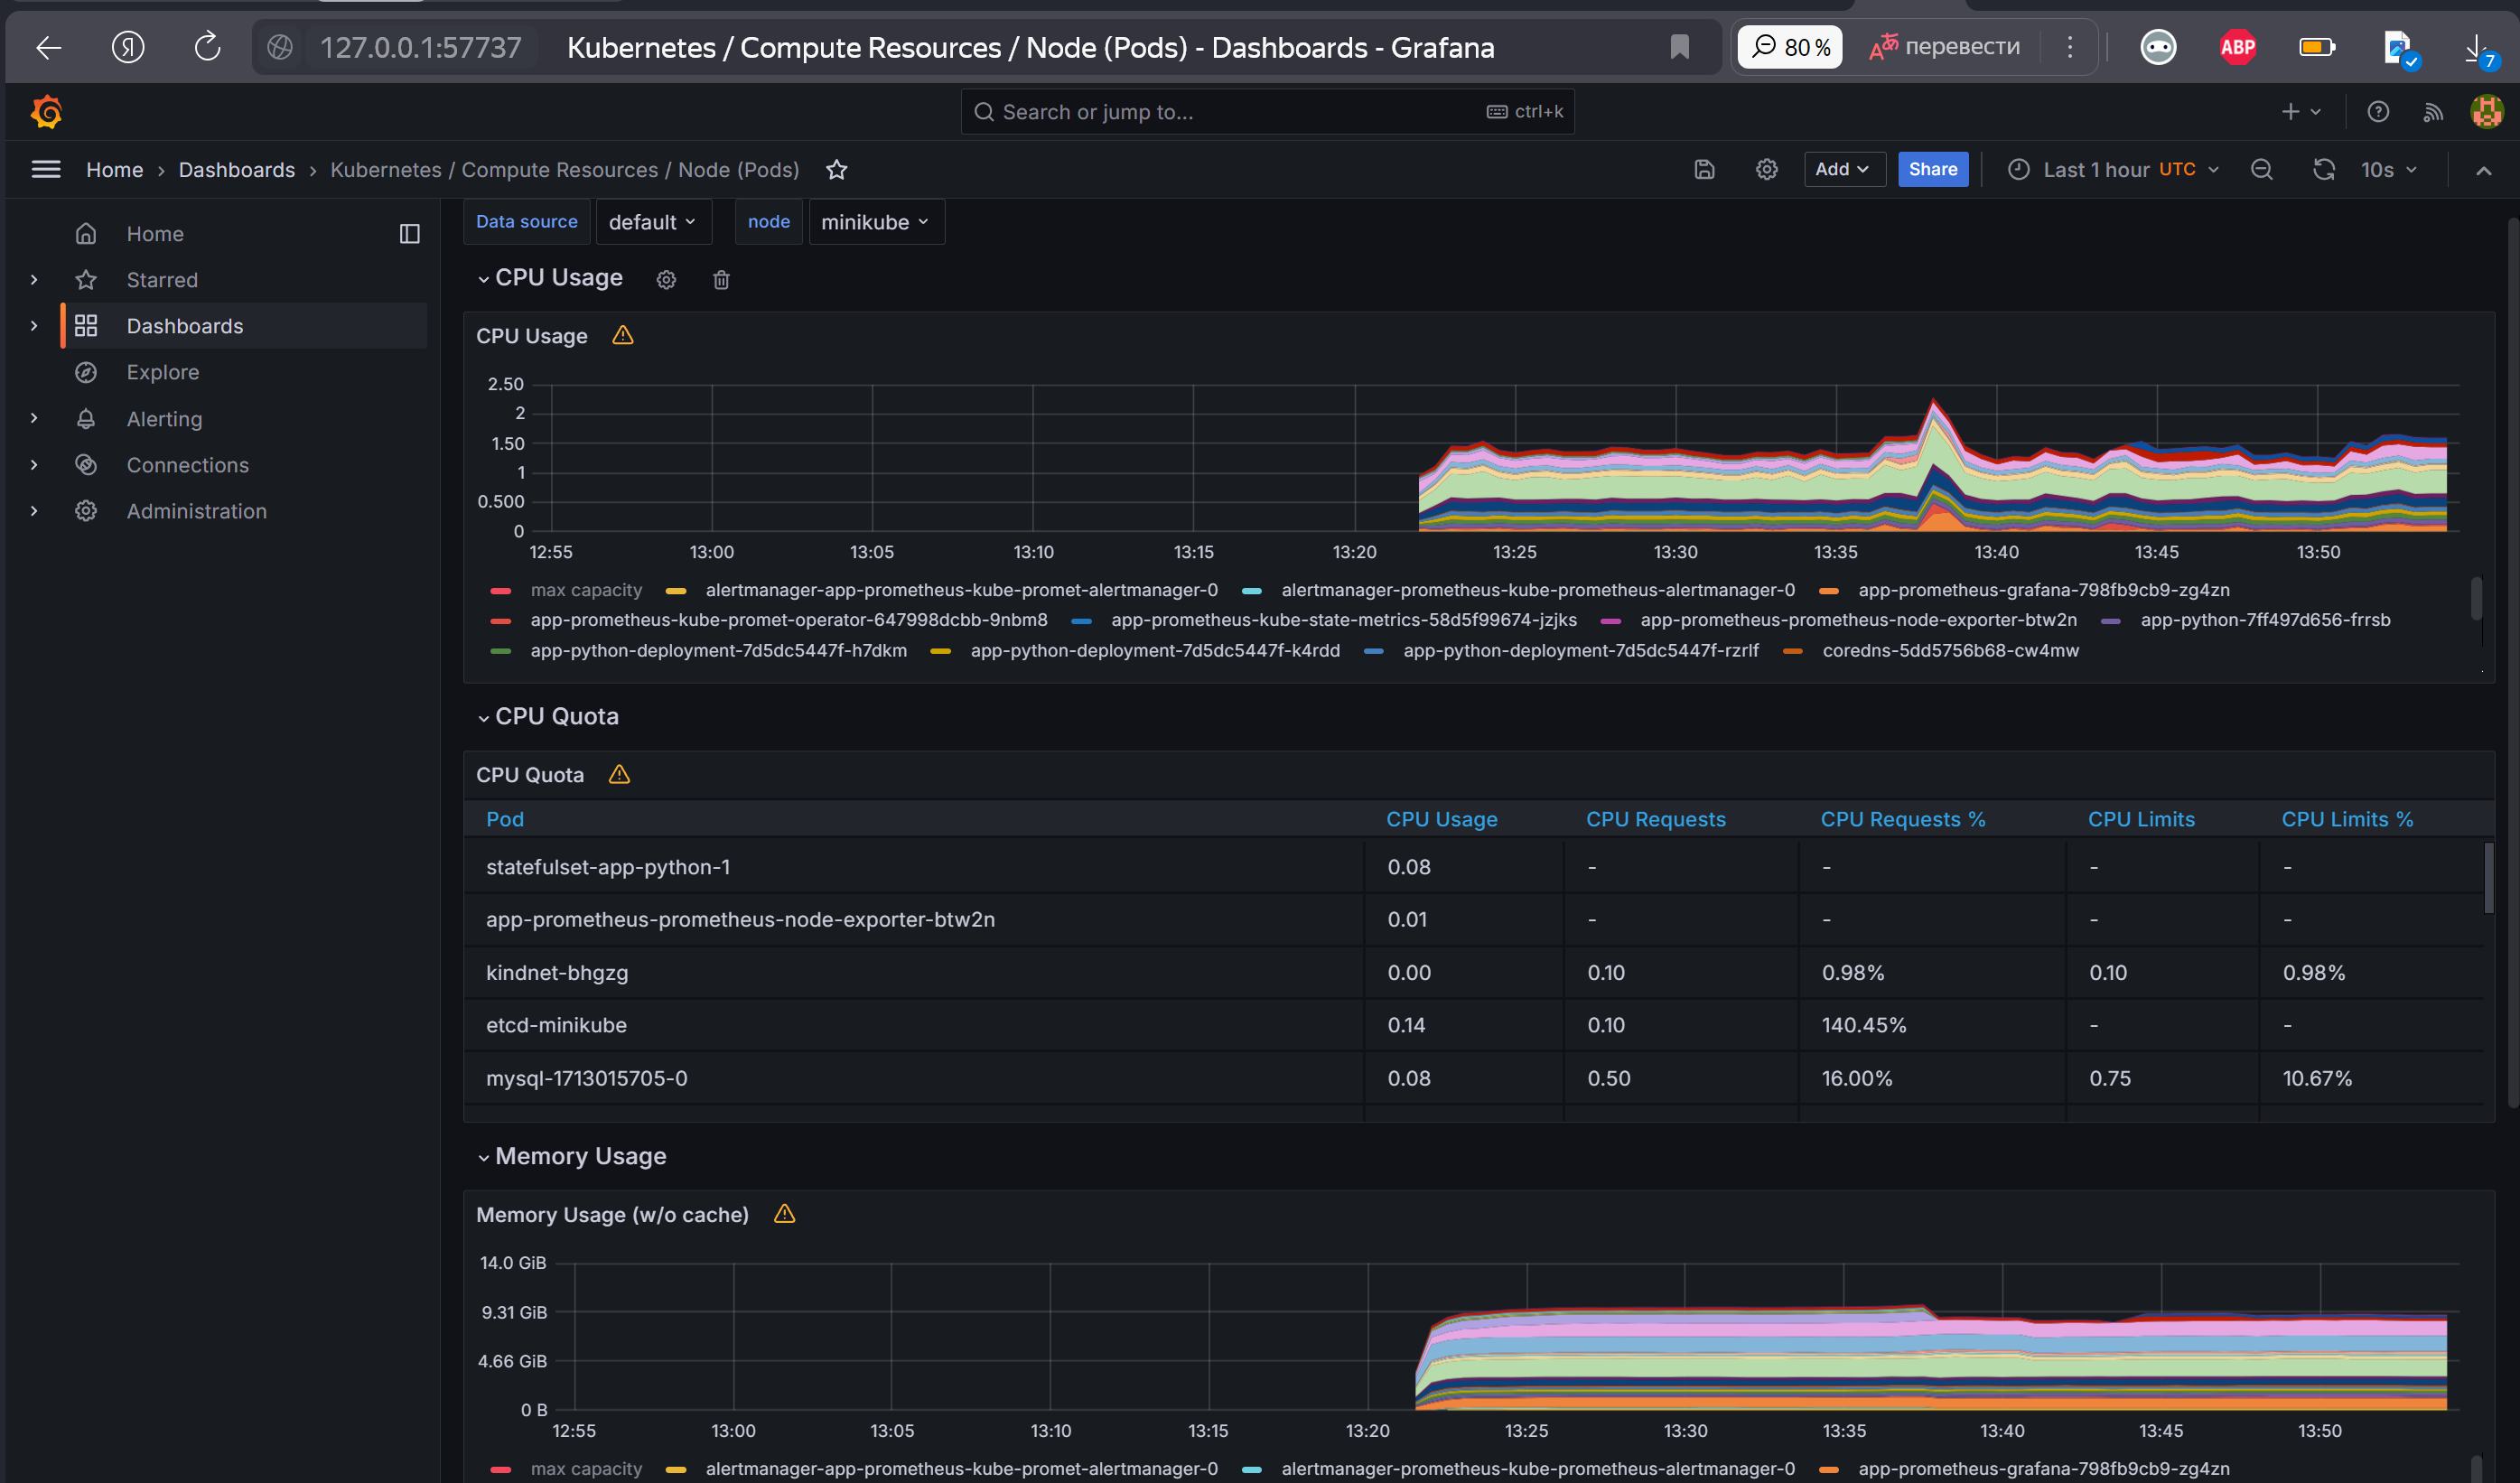 127.0.0.1:57737 Kubernetes / Compute Resources / Node (Pods) - Dashboards - Grafana 80 % перевести ABP 7
Search or jump to... ctrl+k
Home › Dashboards › Kubernetes / Compute Resources / Node (Pods) Add Share Last 1 hour UTC 10s
Home
Starred
Dashboards
Explore
Alerting
Connections
Administration
Data source default node minikube
CPU Usage
CPU Usage
2.50
2
1.50
1
0.500
0
12:55 13:00 13:05 13:10 13:15 13:20 13:25 13:30 13:35 13:40 13:45 13:50
max capacity alertmanager-app-prometheus-kube-promet-alertmanager-0 alertmanager-prometheus-kube-prometheus-alertmanager-0 app-prometheus-grafana-798fb9cb9-zg4zn
app-prometheus-kube-promet-operator-647998dcbb-9nbm8 app-prometheus-kube-state-metrics-58d5f99674-jzjks app-prometheus-prometheus-node-exporter-btw2n app-python-7ff497d656-frrsb
app-python-deployment-7d5dc5447f-h7dkm app-python-deployment-7d5dc5447f-k4rdd app-python-deployment-7d5dc5447f-rzrlf coredns-5dd5756b68-cw4mw
CPU Quota
CPU Quota
Pod CPU Usage CPU Requests CPU Requests % CPU Limits CPU Limits %
statefulset-app-python-1 0.08 - - - -
app-prometheus-prometheus-node-exporter-btw2n 0.01 - - - -
kindnet-bhgzg 0.00 0.10 0.98% 0.10 0.98%
etcd-minikube 0.14 0.10 140.45% - -
mysql-1713015705-0 0.08 0.50 16.00% 0.75 10.67%
Memory Usage
Memory Usage (w/o cache)
14.0 GiB
9.31 GiB
4.66 GiB
0 B
12:55 13:00 13:05 13:10 13:15 13:20 13:25 13:30 13:35 13:40 13:45 13:50
max capacity alertmanager-app-prometheus-kube-promet-alertmanager-0 alertmanager-prometheus-kube-prometheus-alertmanager-0 app-prometheus-grafana-798fb9cb9-zg4zn